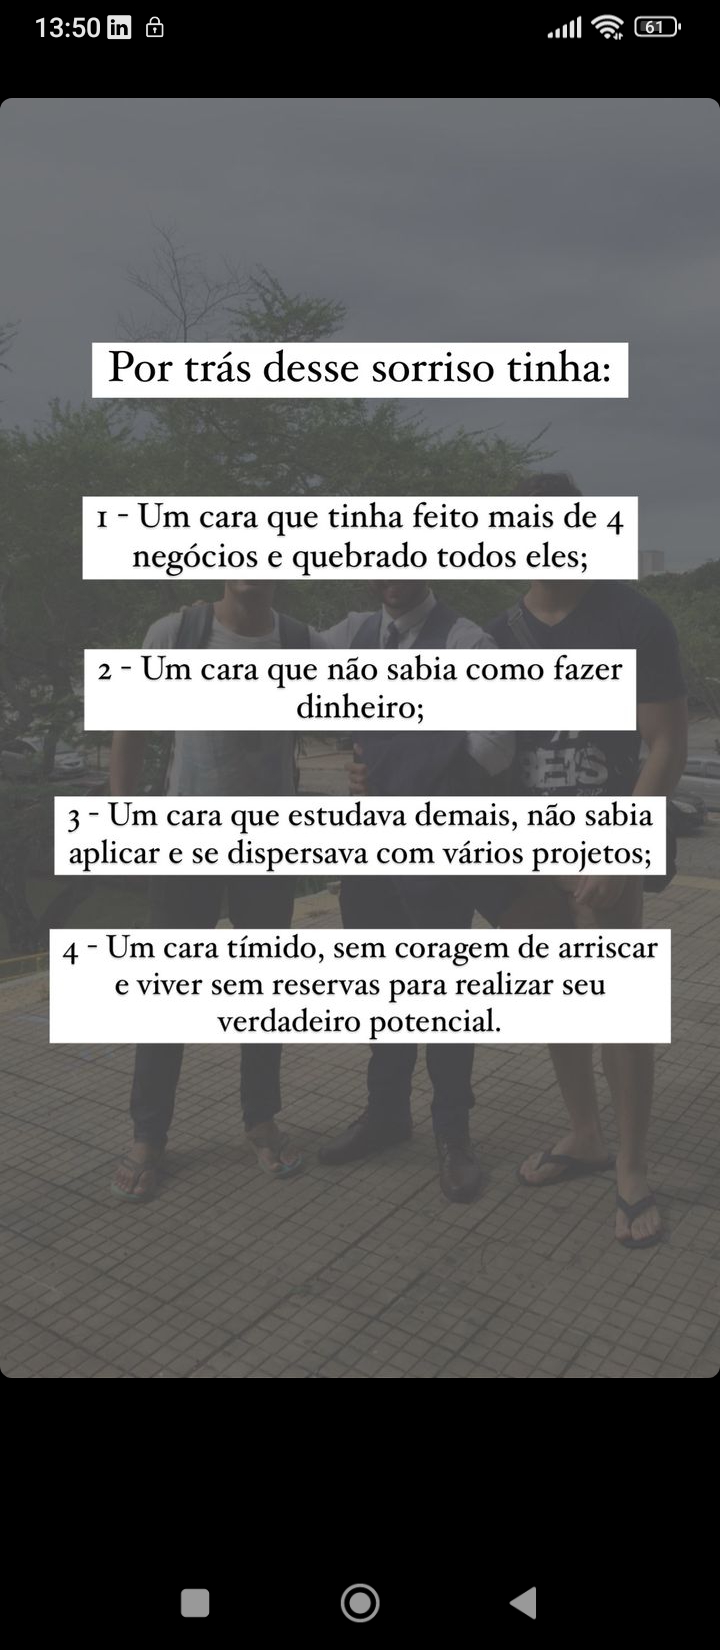 13:50
in
61
Por trás desse sorriso tinha:
1 - Um cara que tinha feito mais de 4
negócios e quebrado todos eles;
2 - Um cara que não sabia como fazer
dinheiro;
3 - Um cara que estudava demais, não sabia
aplicar e se dispersava com vários projetos;
4 - Um cara tímido, sem coragem de arriscar
e viver sem reservas para realizar seu
verdadeiro potencial.